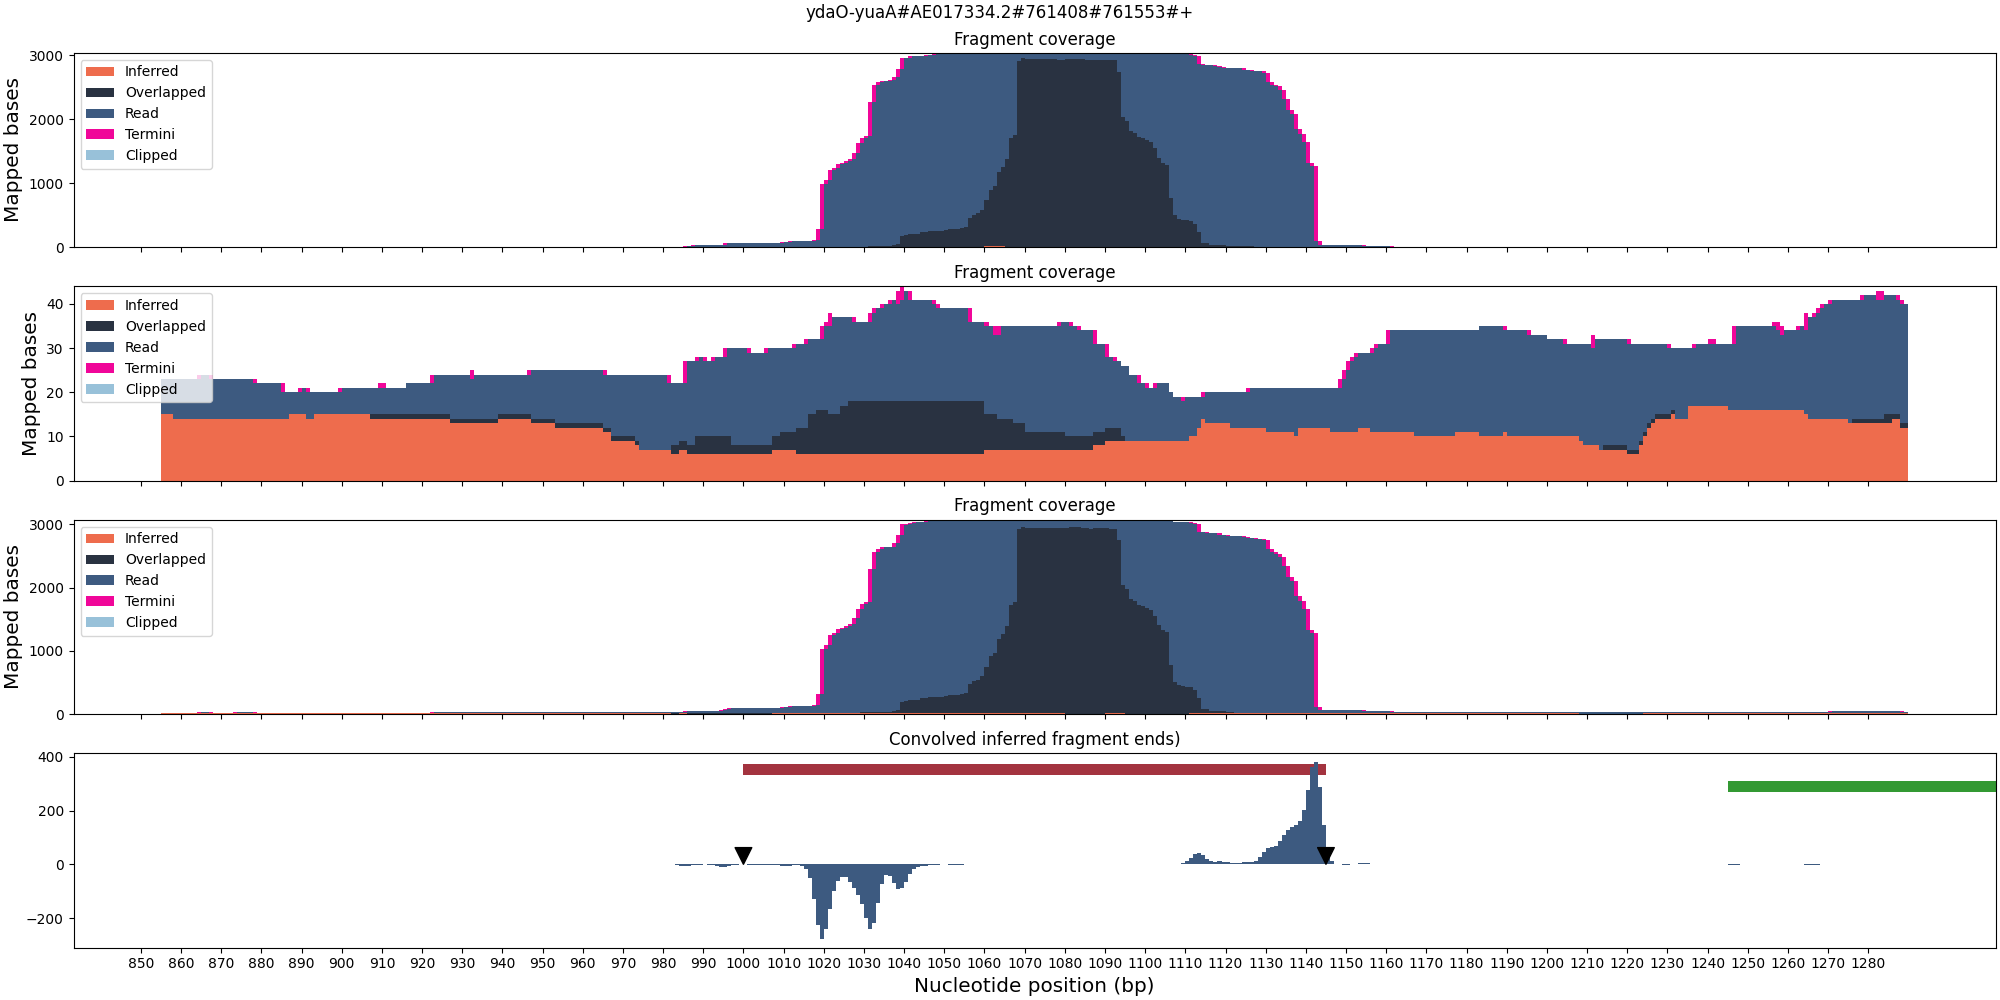 ydaO-yuaA#AE017334.2#761408#761553#+
Fragment coverage
Mapped bases
3000
2000
1000
0
Inferred
Overlapped
Read
Termini
Clipped
Fragment coverage
Mapped bases
40
30
20
10
0
Inferred
Overlapped
Read
Termini
Clipped
Fragment coverage
Mapped bases
3000
2000
1000
0
Inferred
Overlapped
Read
Termini
Clipped
Convolved inferred fragment ends)
400
200
0
−200
850 860 870 880 890 900 910 920 930 940 950 960 970 980 990 1000 1010 1020 1030 1040 1050 1060 1070 1080 1090 1100 1110 1120 1130 1140 1150 1160 1170 1180 1190 1200 1210 1220 1230 1240 1250 1260 1270 1280
Nucleotide position (bp)